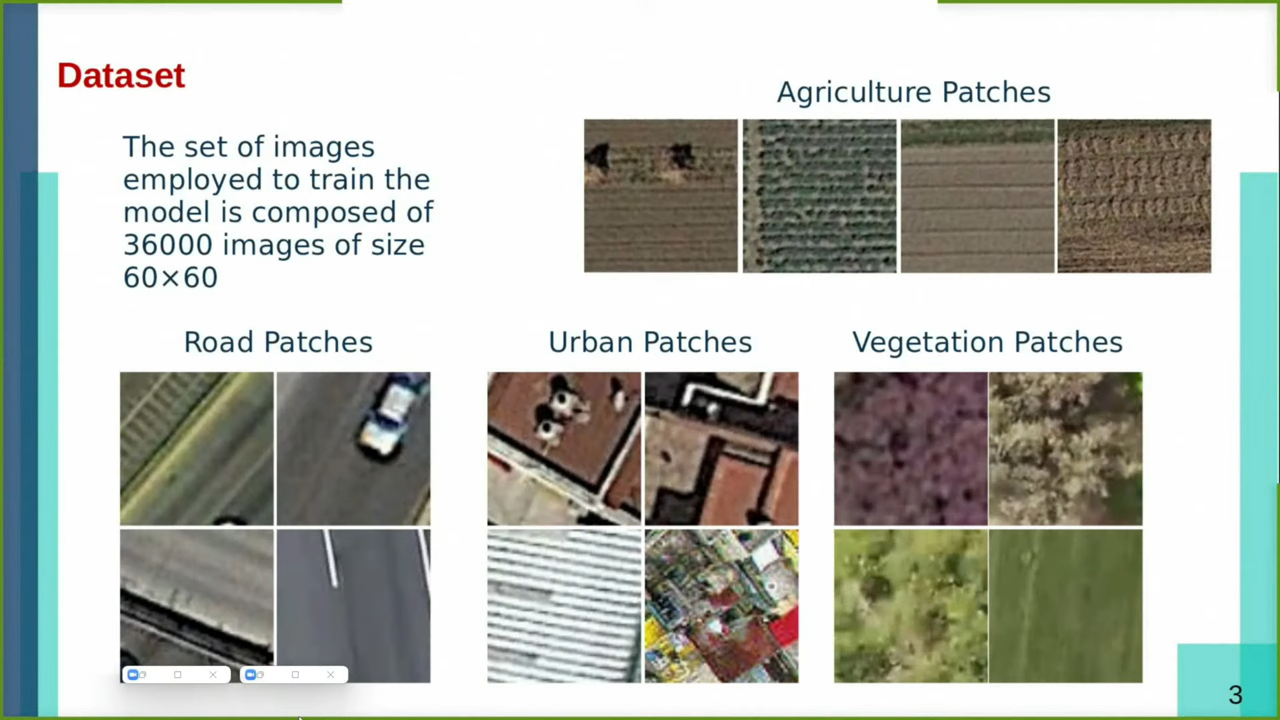 Dataset
The set of images
employed to train the
model is composed of
36000 images of size
60×60
Agriculture Patches
Road Patches
Urban Patches
Vegetation Patches
3